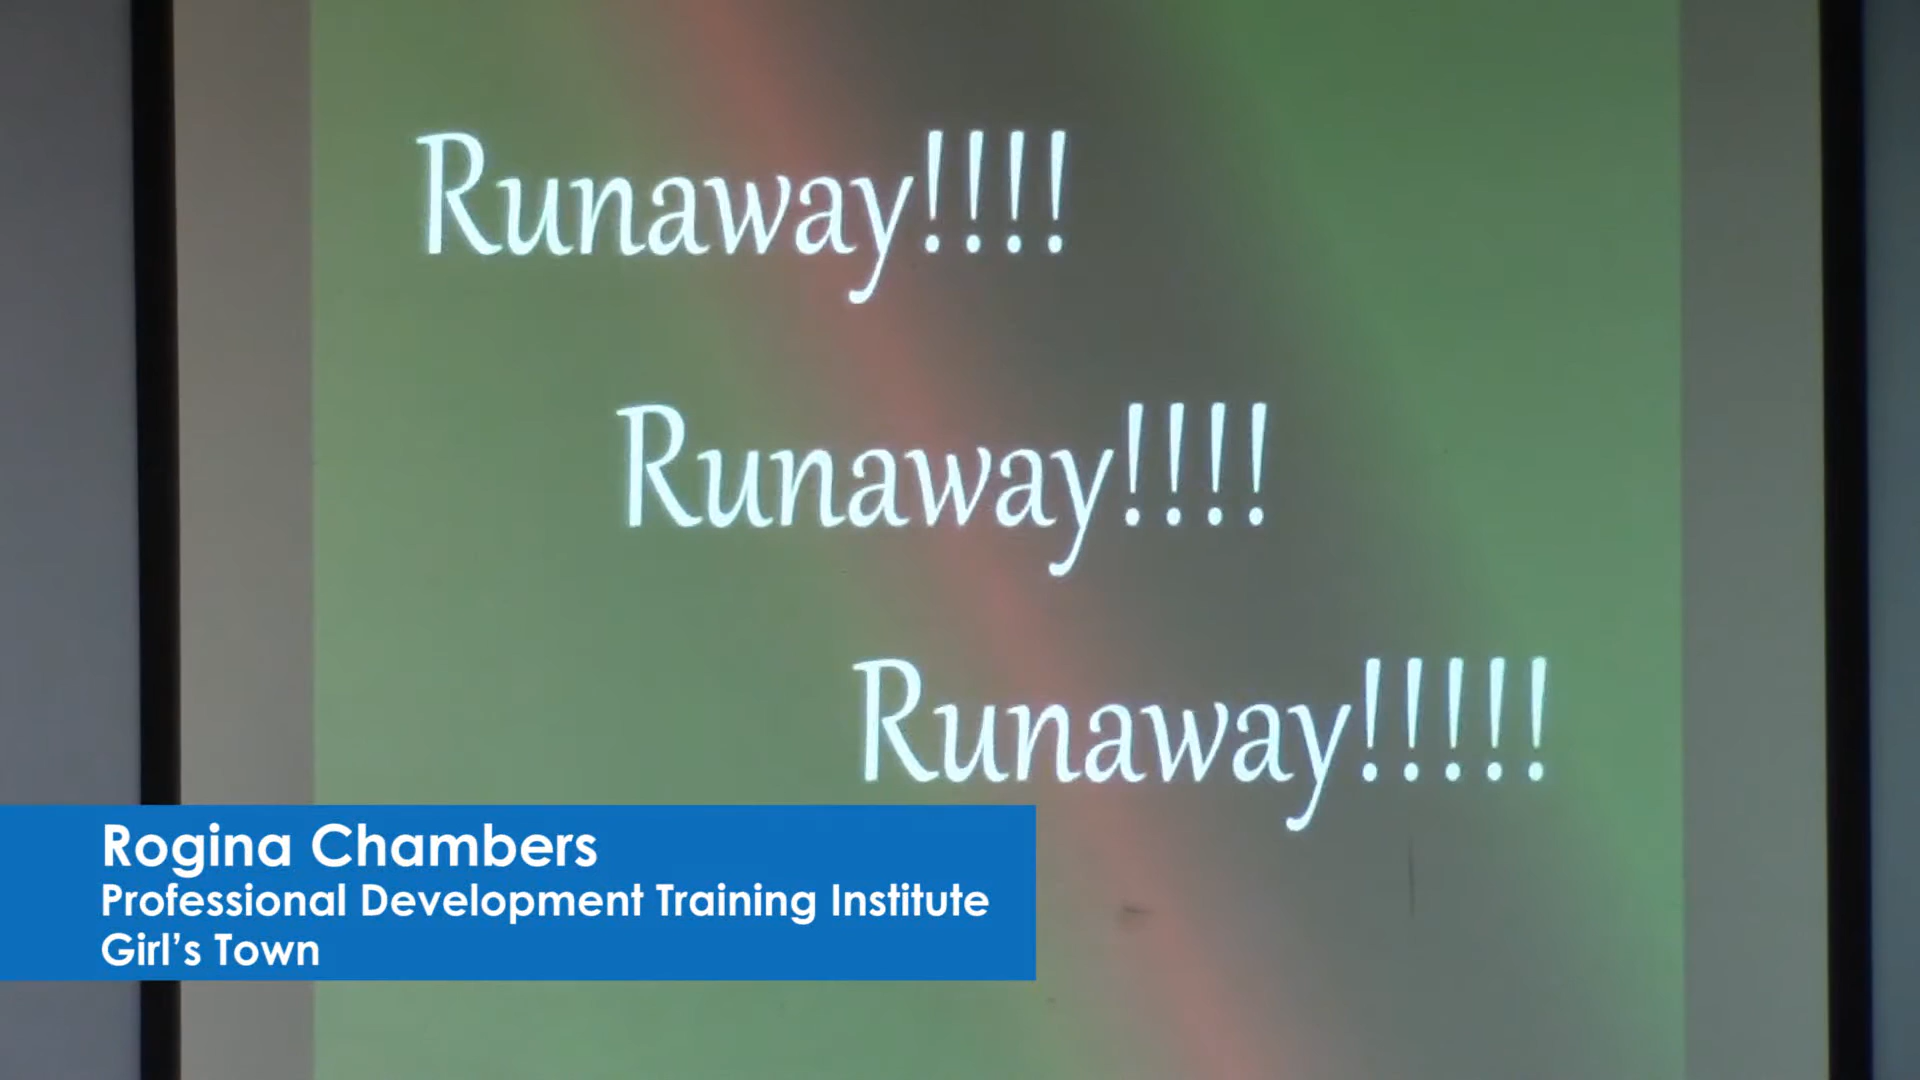 Runaway!!!!
Runaway!!!!
Runaway!!!!!
Rogina Chambers
Professional Development Training Institute
Girl’s Town